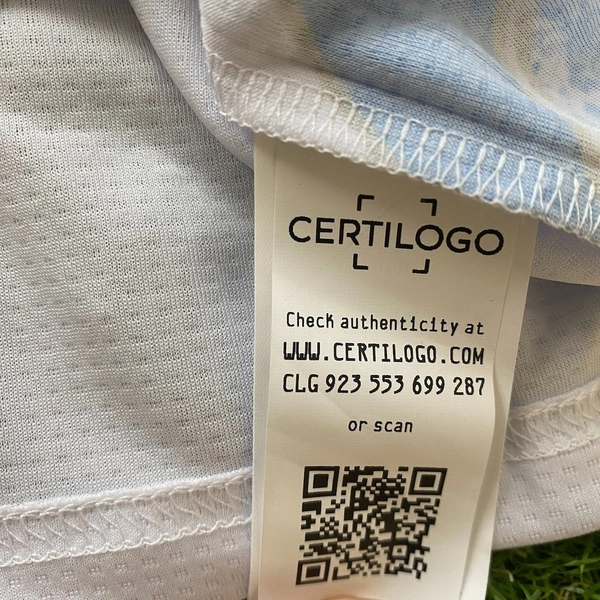 CERTILOGO
Check authenticity at
WWW.CERTILOGO.COM
CLG 923 553 699 287
or scan